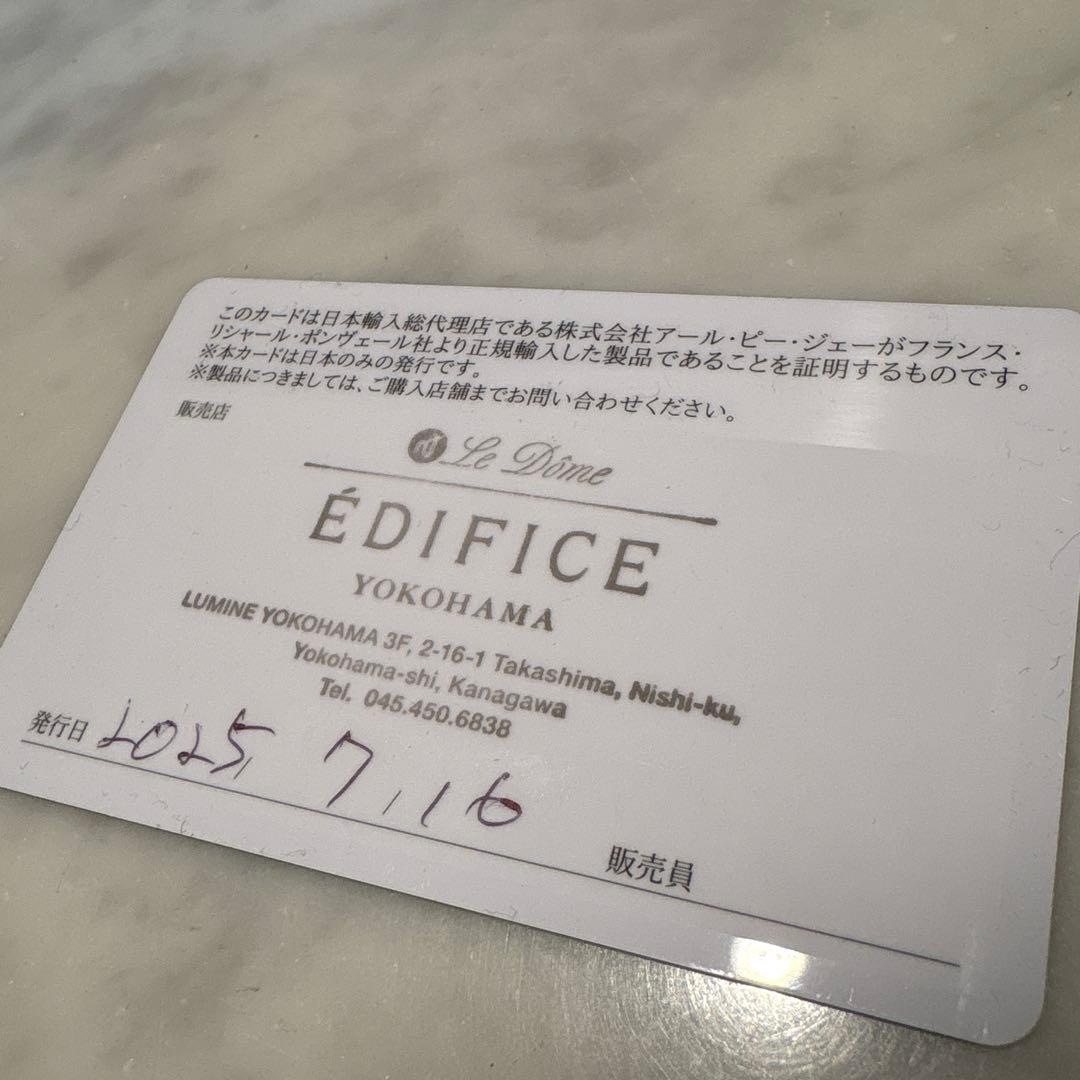 このカードは日本輸入総代理店である株式会社アール・ピー・ジェーがフランス・
リシャール・ボンヴェール社より正規輸入した製品であることを証明するものです。
※本カードは日本のみの発行です。
※製品につきましては、ご購入店舗までお問い合わせください。
販売店
Le Dôme
ÉDIFICE
YOKOHAMA
LUMINE YOKOHAMA 3F, 2-16-1 Takashima, Nishi-ku,
Yokohama-shi, Kanagawa
Tel. 045.450.6838
発行日 2025, 7, 16
販売員